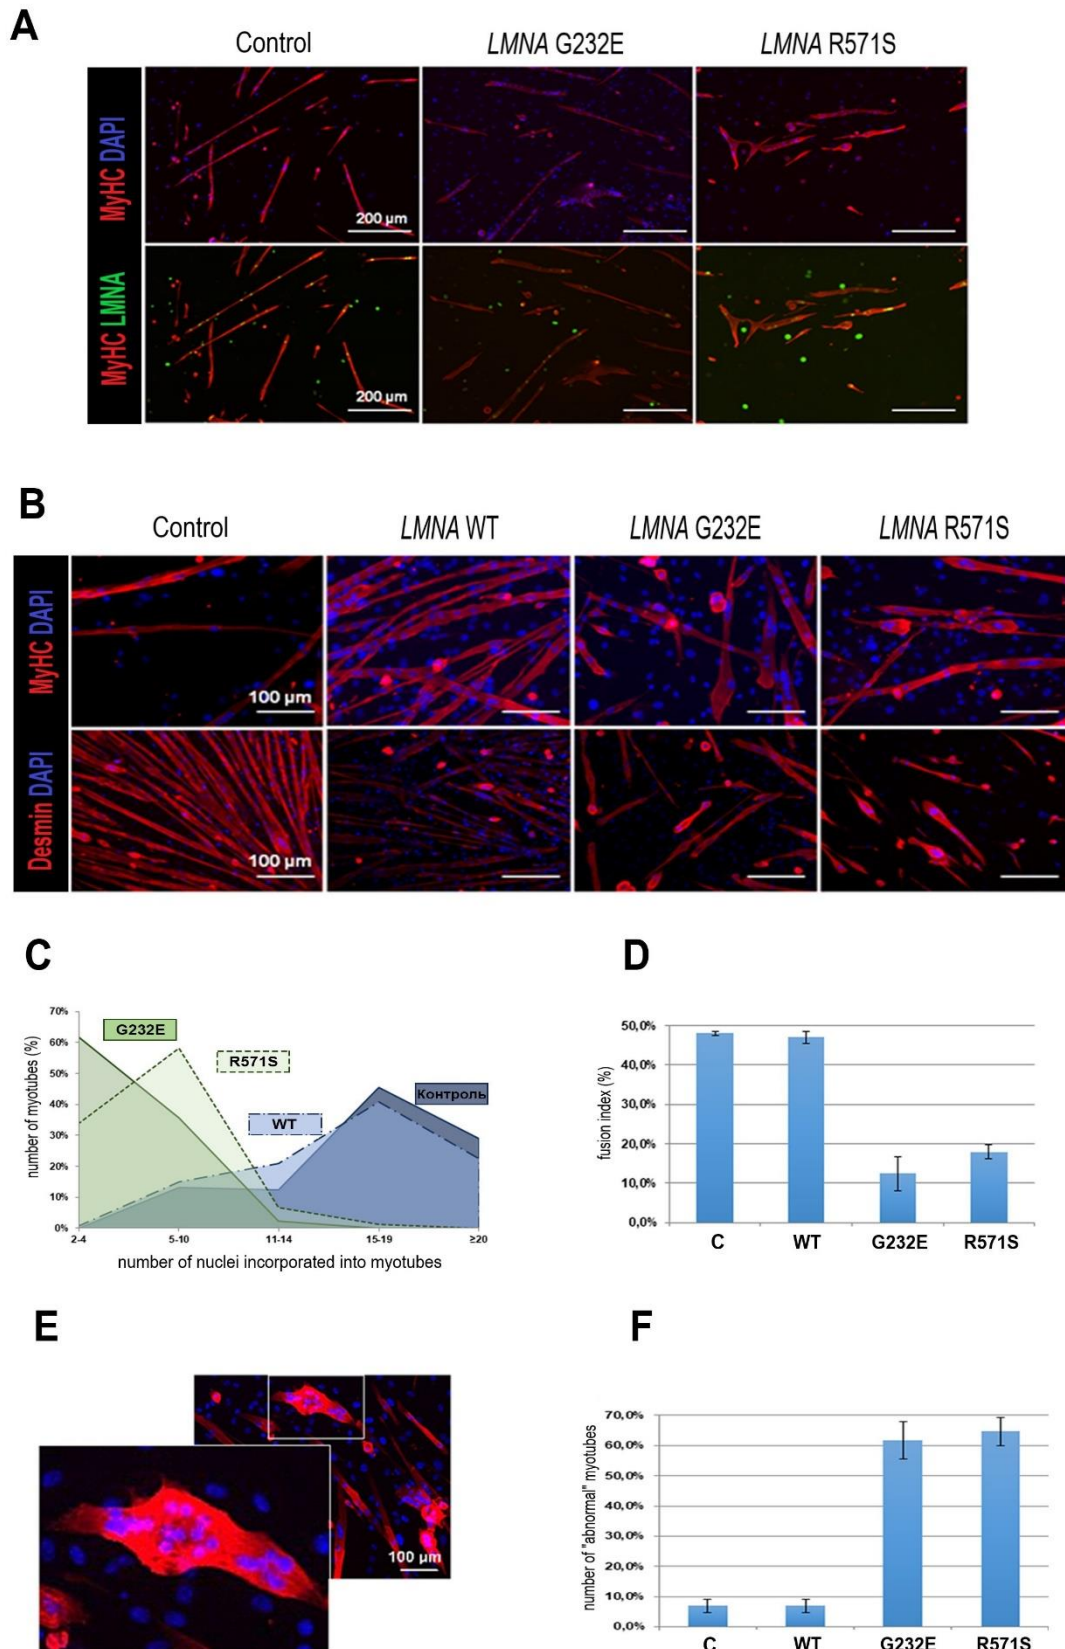 A
Control
LMNA G232E
LMNA R571S
MyHC DAPI
200 µm
MyHC LMNA
200 µm
B
Control
LMNA WT
LMNA G232E
LMNA R571S
MyHC DAPI
100 µm
Desmin DAPI
100 µm
C
number of myotubes (%)
70%
60%
50%
40%
30%
20%
10%
0%
G232E
R571S
WT
Контроль
2-4
5-10
11-14
15-19
≥20
number of nuclei incorporated into myotubes
D
fusion index (%)
50,0%
40,0%
30,0%
20,0%
10,0%
0,0%
C
WT
G232E
R571S
E
100 µm
F
number of "abnormal" myotubes
70,0%
60,0%
50,0%
40,0%
30,0%
20,0%
10,0%
0,0%
C
WT
G232E
R571S